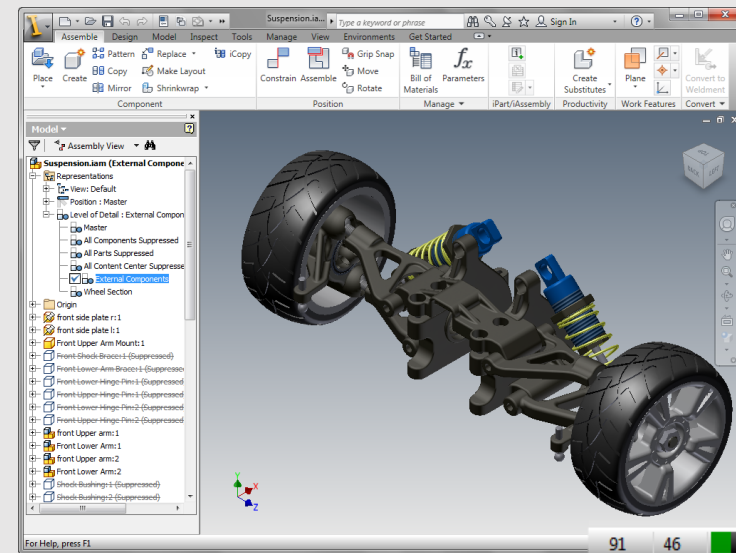 Suspension.ia...
Type a keyword or phrase
Sign In
Assemble Design Model Inspect Tools Manage View Environments Get Started
Place
Create
Pattern
Copy
Mirror
Replace
Make Layout
Shrinkwrap
iCopy
Constrain
Assemble
Grip Snap
Move
Rotate
Bill of Materials
Parameters
Create Substitutes
Plane
Convert to Weldment
Component Position Manage iPart/iAssembly Productivity Work Features Convert
Model
Assembly View
Suspension.iam (External Compone
Representations
View: Default
Position : Master
Level of Detail : External Compon
Master
All Components Suppressed
All Parts Suppressed
All Content Center Suppresse
External Components
Wheel Section
Origin
front side plate r:1
front side plate l:1
Front Upper Arm Mount:1
Front Shock Brace:1 (Suppressed)
Front Lower Arm Brace:1 (Suppressed
Front Lower Hinge Pin:1 (Suppressed
Front Upper Hinge Pin:1 (Suppressed
Front Lower Hinge Pin:2 (Suppressed
Front Upper Hinge Pin:2 (Suppressed
front Upper arm:1
Front Lower Arm:1
front Upper arm:2
Front Lower Arm:2
Shock Bushing:1 (Suppressed)
Shock Bushing:2 (Suppressed)
BACK LEFT
Y
X
Z
For Help, press F1
91 46